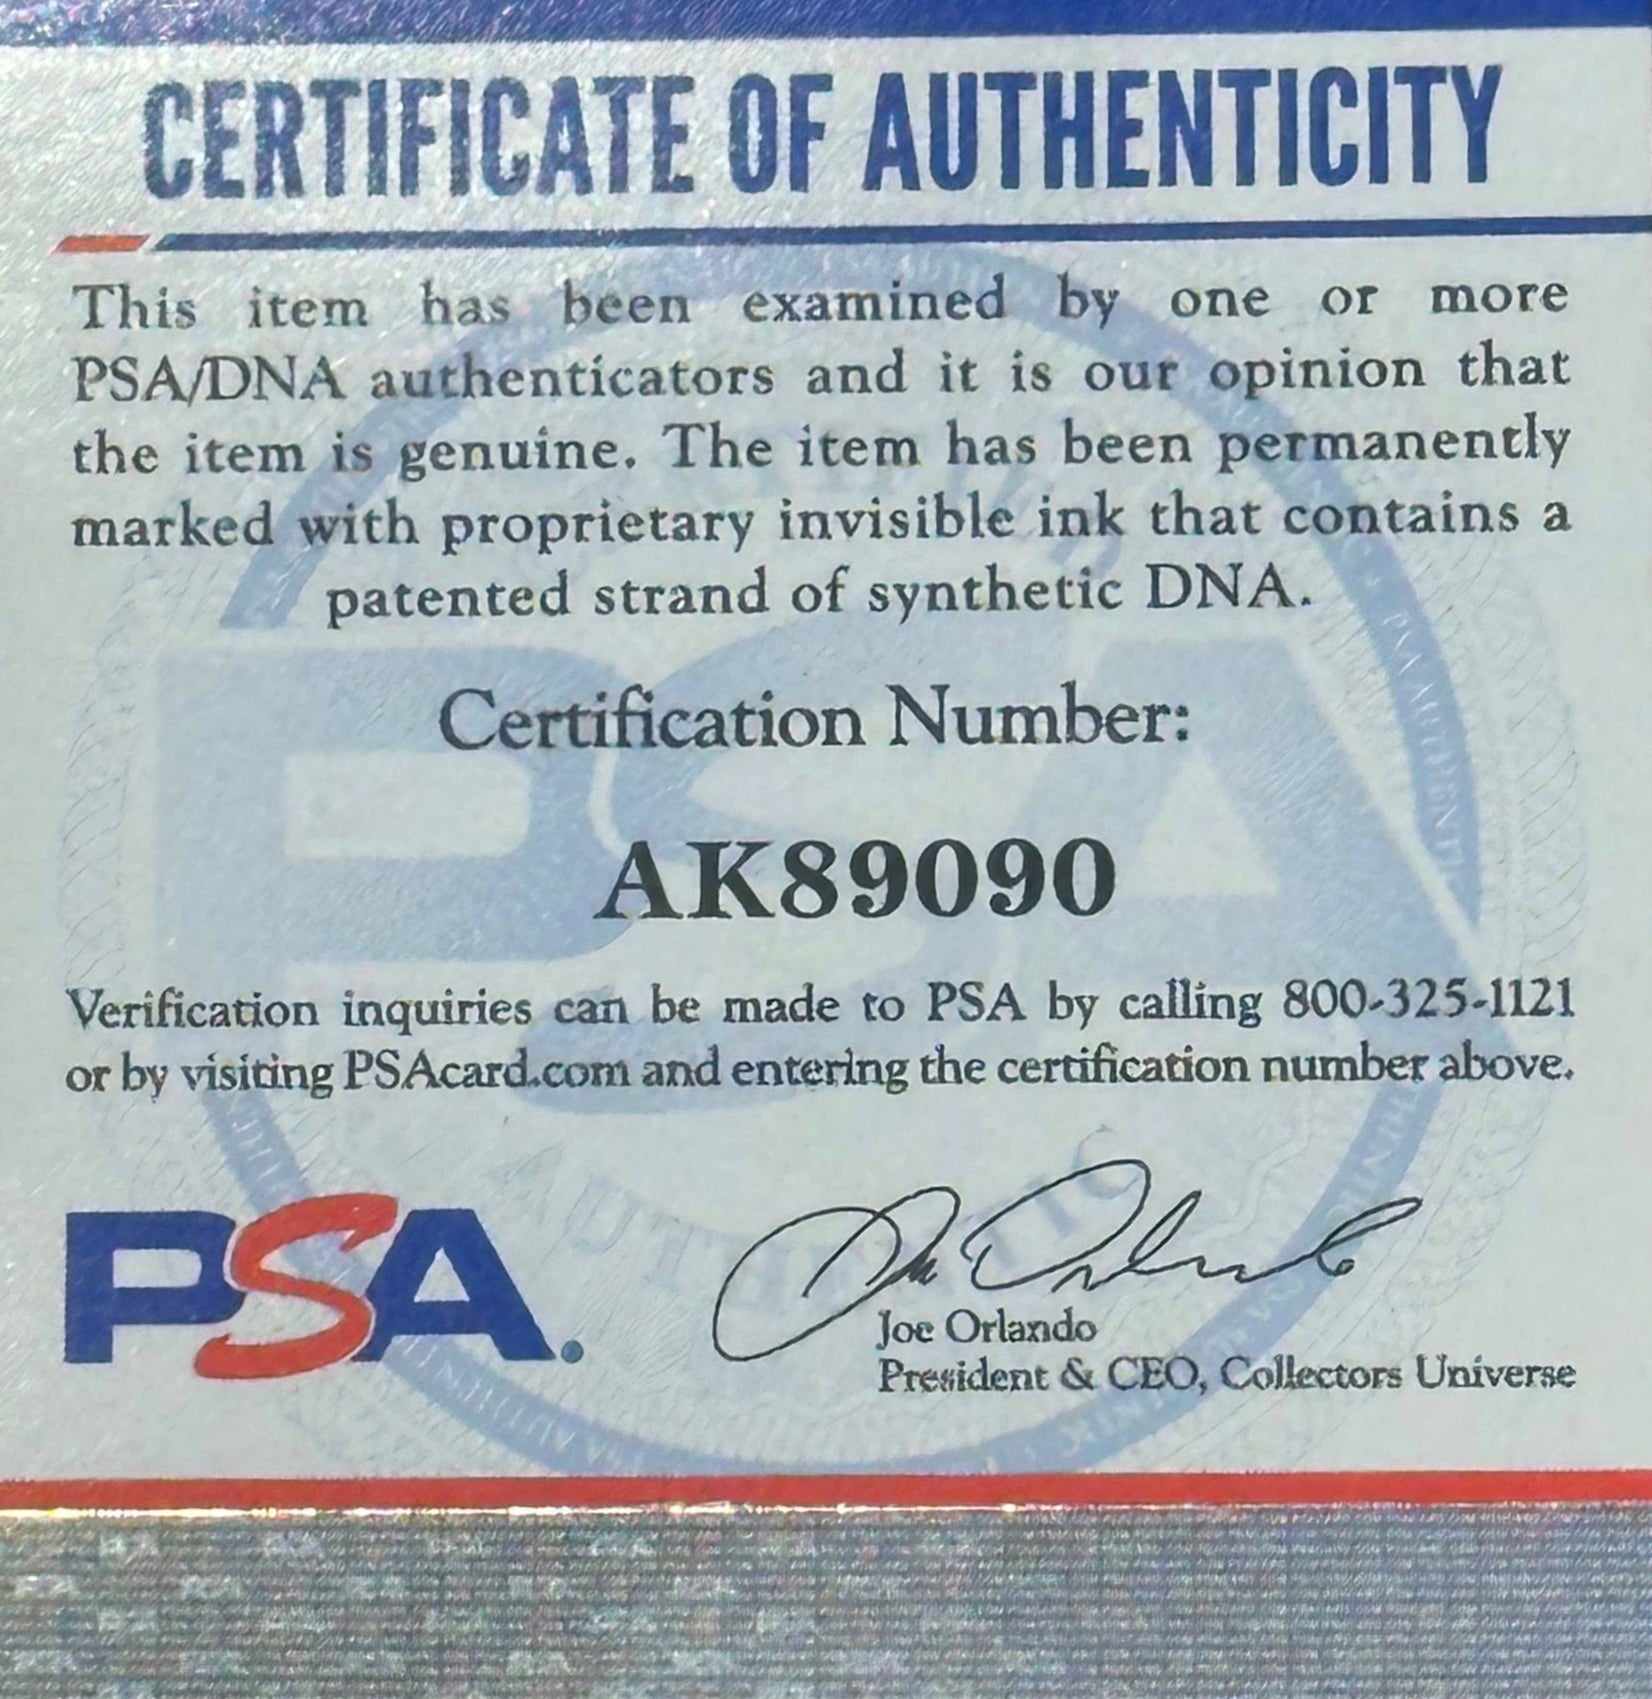 CERTIFICATE OF AUTHENTICITY
This item has been examined by one or more
PSA/DNA authenticators and it is our opinion that
the item is genuine. The item has been permanently
marked with proprietary invisible ink that contains a
patented strand of synthetic DNA.
Certification Number:
AK89090
Verification inquiries can be made to PSA by calling 800-325-1121
or by visiting PSAcard.com and entering the certification number above.
PSA.
Joe Orlando
President & CEO, Collectors Universe